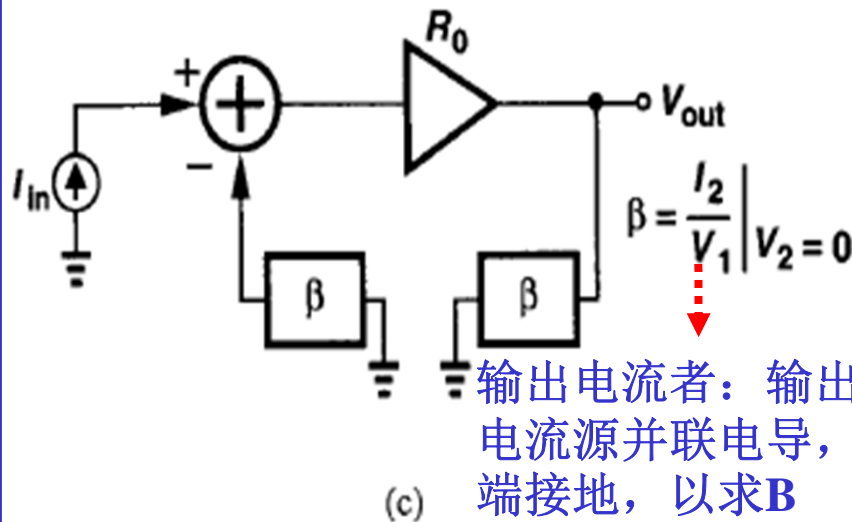 R0
+
+
−
Iin
Vout
β = I2 / V1 | V2 = 0
β
β
输出电流者：输出
电流源并联电导，
端接地，以求B
(c)